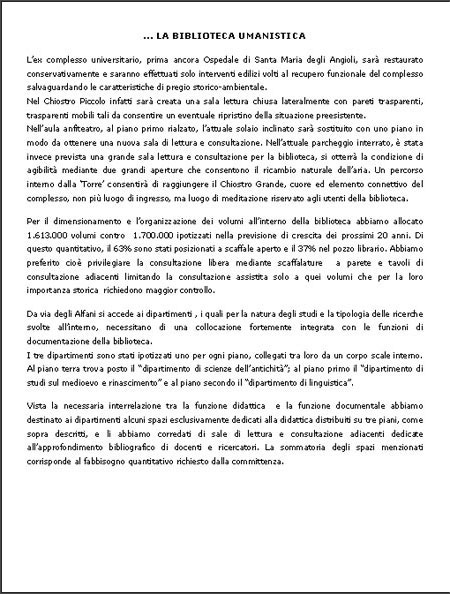 ... LA BIBLIOTECA UMANISTICA
L'ex complesso universitario, prima ancora Ospedale di Santa Maria degli Angioli, sarà restaurato
conservativamente e saranno effettuati solo interventi edilizi volti al recupero funzionale del complesso
salvaguardando le caratteristiche di pregio storico-ambientale.
Nel Chiostro Piccolo infatti sarà creata una sala lettura chiusa lateralmente con pareti trasparenti,
trasparenti mobili tali da consentire un eventuale ripristino della situazione preesistente.
Nell'aula anfiteatro, al piano primo rialzato, l'attuale solaio inclinato sarà sostituito con uno piano in
modo da ottenere una nuova sala di lettura e consultazione. Nell'attuale parcheggio interrato, è stata
invece prevista una grande sala lettura e consultazione per la biblioteca, si otterrà la condizione di
agibilità mediante due grandi aperture che consentono il ricambio naturale dell'aria. Un percorso
interno dalla 'Torre' consentirà di raggiungere il Chiostro Grande, cuore ed elemento connettivo del
complesso, non più luogo di ingresso, ma luogo di meditazione riservato agli utenti della biblioteca.
Per il dimensionamento e l'organizzazione dei volumi all'interno della biblioteca abbiamo allocato
1.613.000 volumi contro 1.700.000 ipotizzati nella previsione di crescita dei prossimi 20 anni. Di
questo quantitativo, il 63% sono stati posizionati a scaffale aperto e il 37% nel pozzo librario. Abbiamo
preferito cioè privilegiare la consultazione libera mediante scaffalature a parete e tavoli di
consultazione adiacenti limitando la consultazione assistita solo a quei volumi che per la loro
importanza storica richiedono maggior controllo.
Da via degli Alfani si accede ai dipartimenti , i quali per la natura degli studi e la tipologia delle ricerche
svolte all'interno, necessitano di una collocazione fortemente integrata con le funzioni di
documentazione della biblioteca.
I tre dipartimenti sono stati ipotizzati uno per ogni piano, collegati tra loro da un corpo scale interno.
Al piano terra trova posto il "dipartimento di scienze dell'antichità"; al piano primo il "dipartimento di
studi sul medioevo e rinascimento" e al piano secondo il "dipartimento di linguistica".
Vista la necessaria interrelazione tra la funzione didattica e la funzione documentale abbiamo
destinato ai dipartimenti alcuni spazi esclusivamente dedicati alla didattica distribuiti su tre piani, come
sopra descritti, e li abbiamo corredati di sale di lettura e consultazione adiacenti dedicate
all'approfondimento bibliografico di docenti e ricercatori. La sommatoria degli spazi menzionati
corrisponde al fabbisogno quantitativo richiesto dalla committenza.